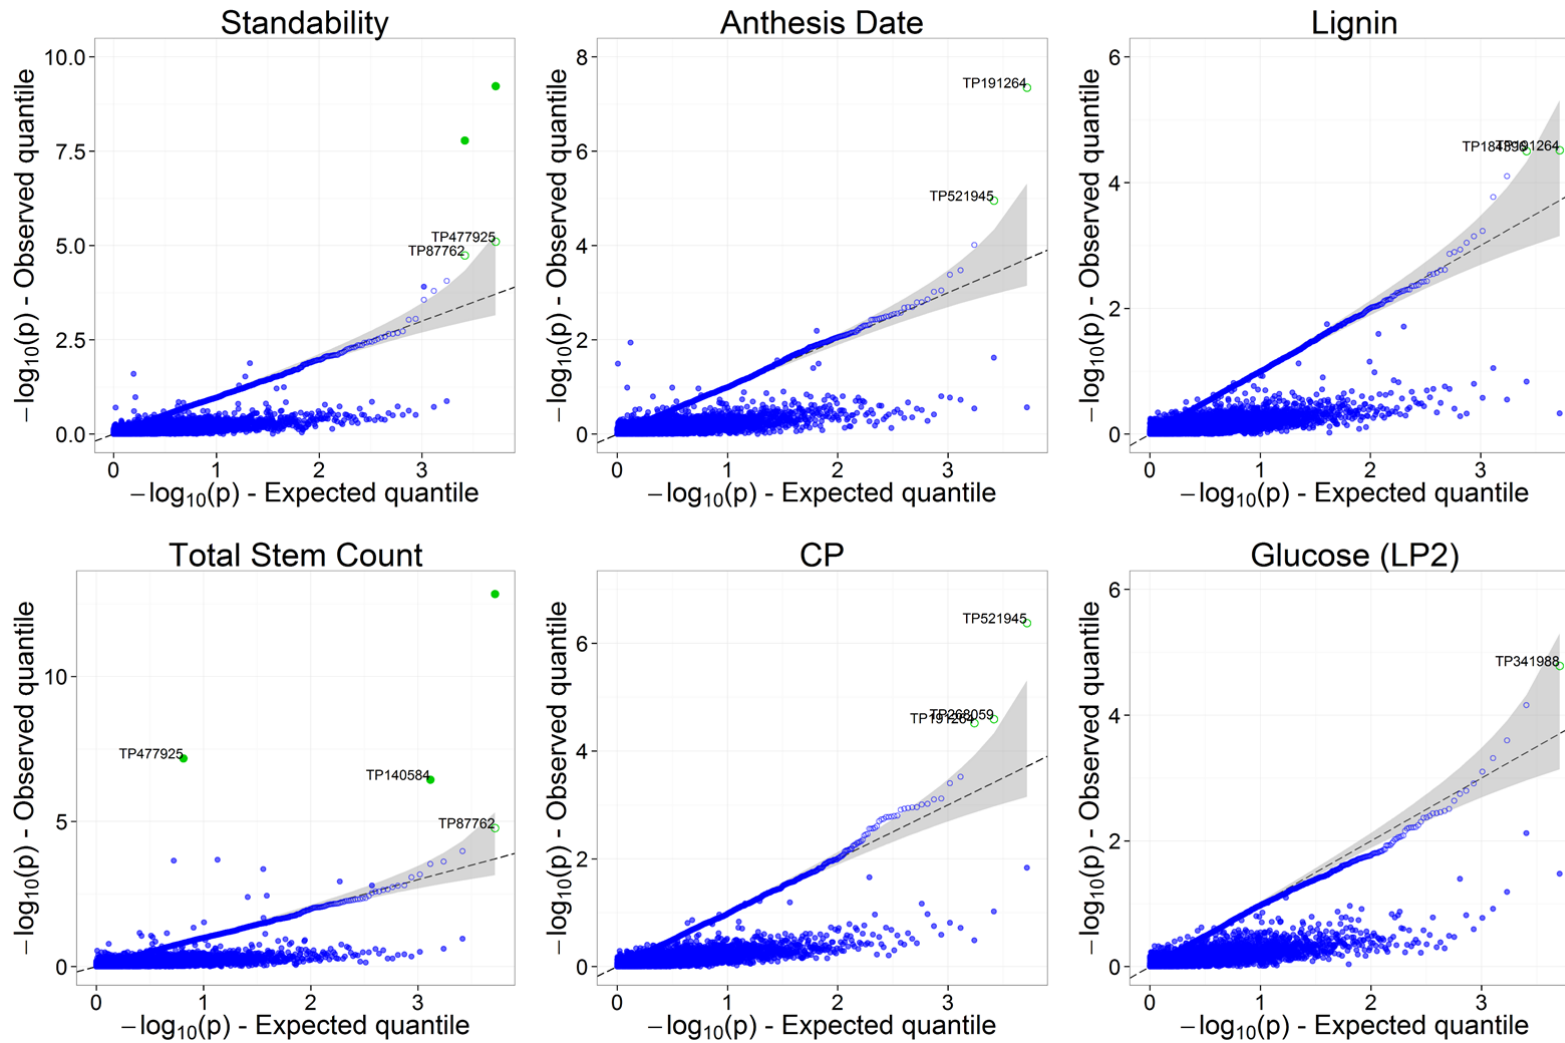 Standability
10.0
7.5
5.0
2.5
0.0
TP477925
TP87762
0 1 2 3
−log10(p) - Expected quantile
−log10(p) - Observed quantile
Anthesis Date
8
6
4
2
0
TP191264
TP521945
0 1 2 3
−log10(p) - Expected quantile
−log10(p) - Observed quantile
Lignin
6
4
2
0
TP191264
0 1 2 3
−log10(p) - Expected quantile
−log10(p) - Observed quantile
Total Stem Count
10
5
0
TP477925
TP140584
TP87762
0 1 2 3
−log10(p) - Expected quantile
−log10(p) - Observed quantile
CP
6
4
2
0
TP521945
TP268059
TP191264
0 1 2 3
−log10(p) - Expected quantile
−log10(p) - Observed quantile
Glucose (LP2)
6
4
2
0
TP341988
0 1 2 3
−log10(p) - Expected quantile
−log10(p) - Observed quantile